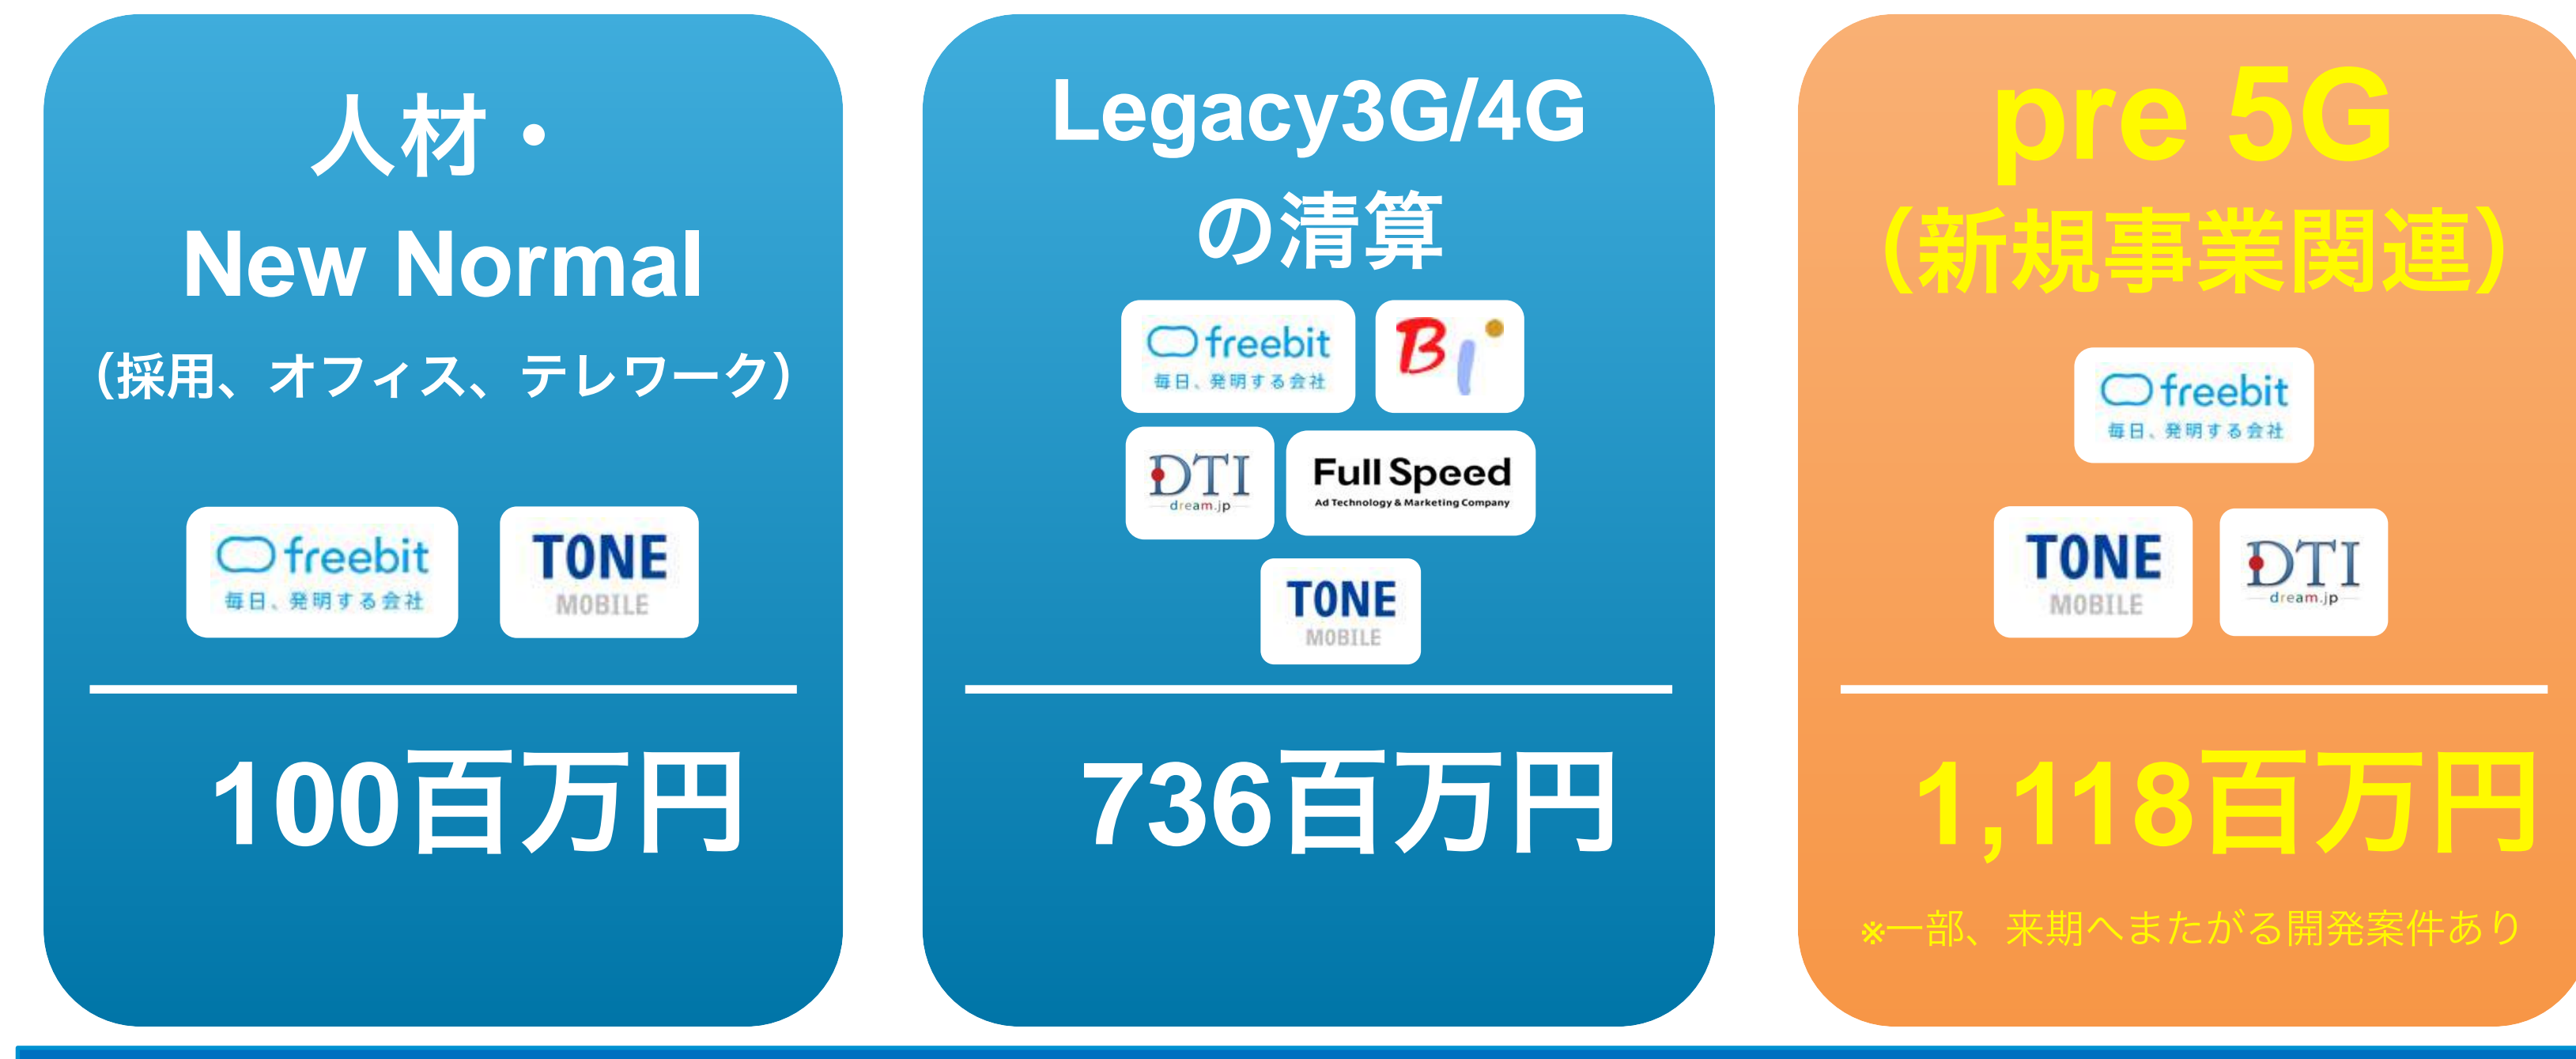 人材・
New Normal
（採用、オフィス、テレワーク）
freebit
毎日、発明する会社
TONE
MOBILE
100百万円
Legacy3G/4G
の清算
freebit
毎日、発明する会社
Bi
DTI
dream.jp
Full Speed
Ad Technology & Marketing Company
TONE
MOBILE
736百万円
pre 5G
（新規事業関連）
freebit
毎日、発明する会社
TONE
MOBILE
DTI
dream.jp
1,118百万円
※一部、来期へまたがる開発案件あり